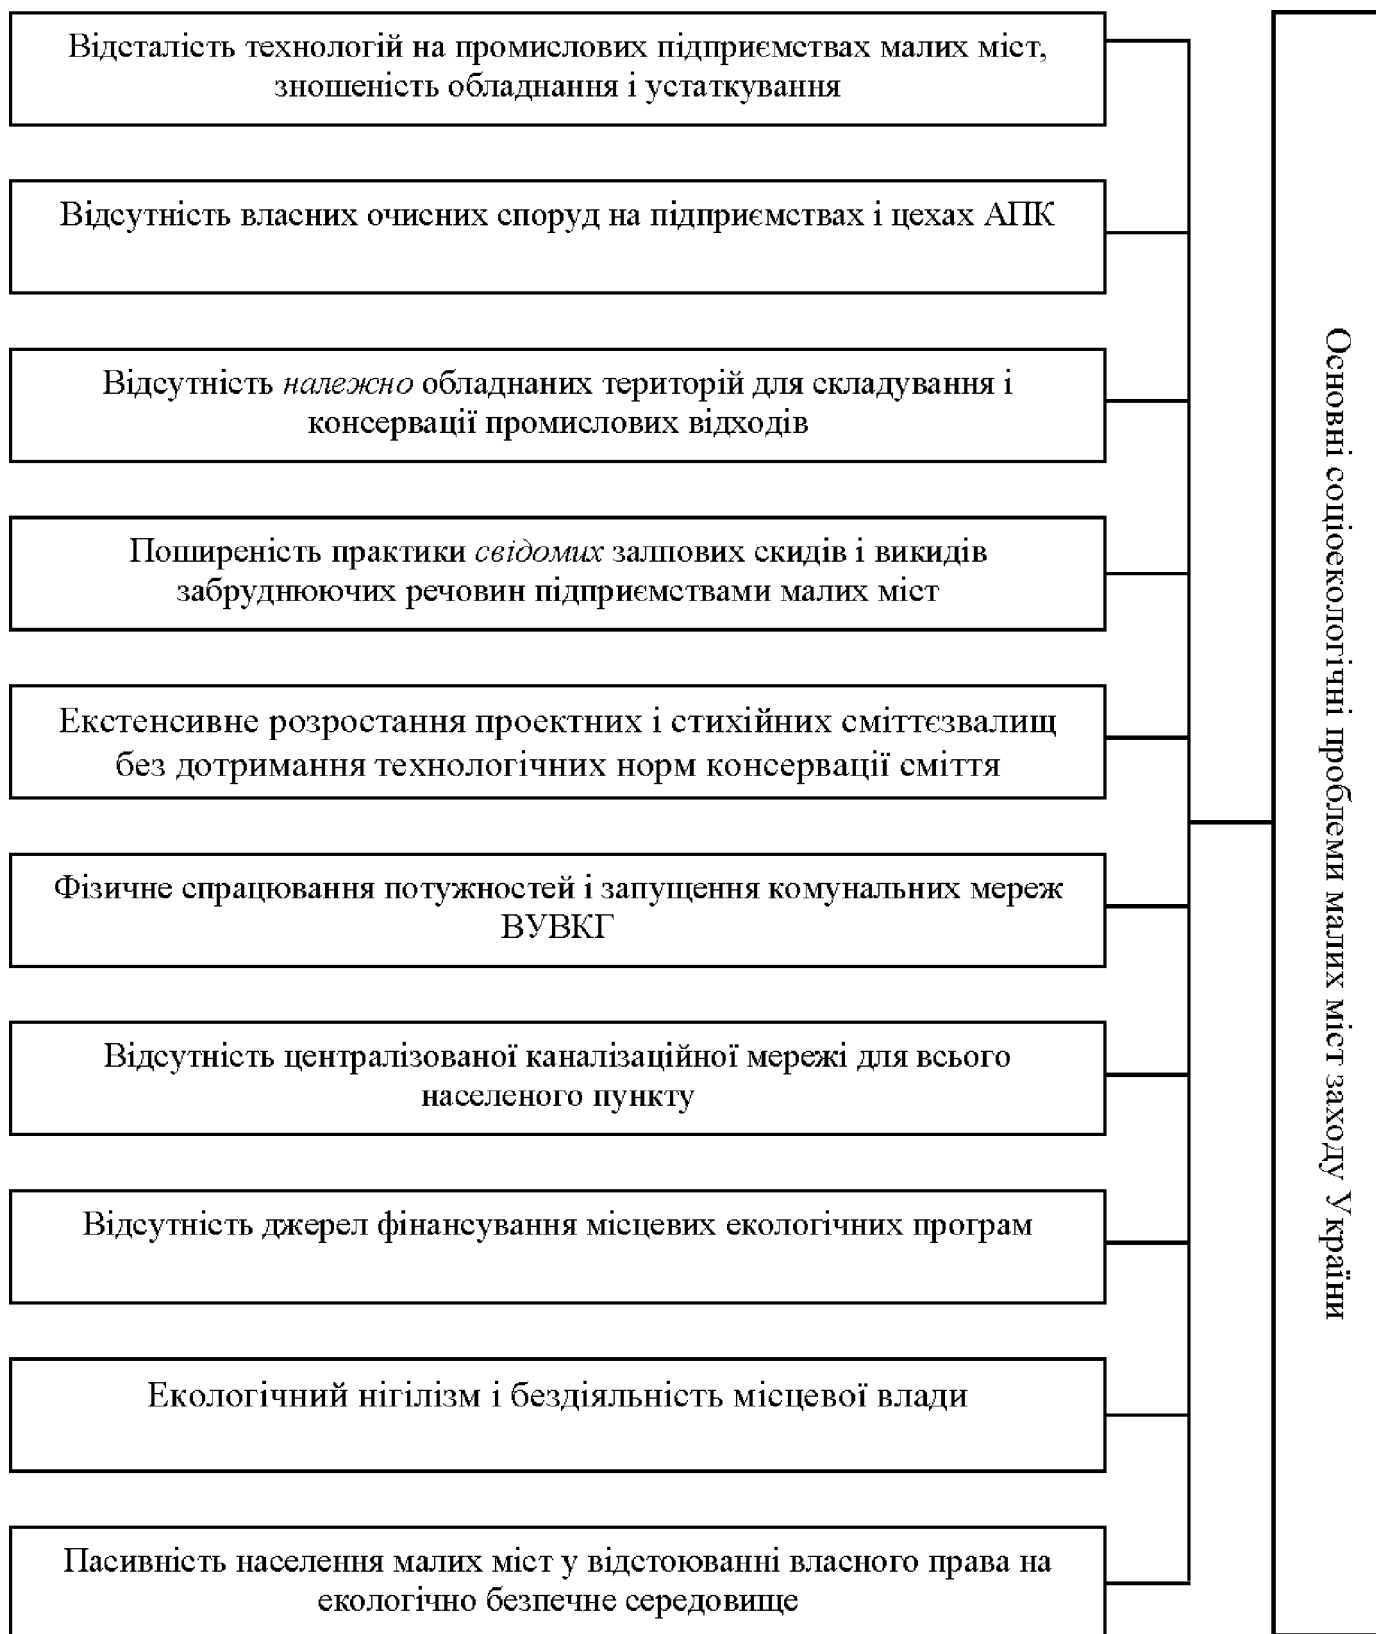 Відсталість технологій на промислових підприємствах малих міст,
зношеність обладнання і устаткування
Відсутність власних очисних споруд на підприємствах і цехах АПК
Відсутність належно обладнаних територій для складування і
консервації промислових відходів
Поширеність практики свідомих залпових скидів і викидів
забруднюючих речовин підприємствами малих міст
Екстенсивне розростання проектних і стихійних сміттєзвалищ
без дотримання технологічних норм консервації сміття
Фізичне спрацювання потужностей і запущення комунальних мереж
ВУВКГ
Відсутність централізованої каналізаційної мережі для всього
населеного пункту
Відсутність джерел фінансування місцевих екологічних програм
Екологічний нігілізм і бездіяльність місцевої влади
Пасивність населення малих міст у відстоюванні власного права на
екологічно безпечне середовище
Основні соціоекологічні проблеми малих міст заходу України